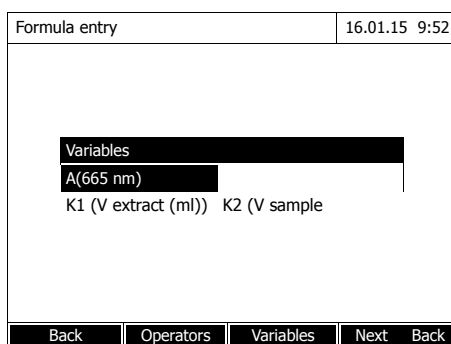 Formula entry 16.01.15 9:52
Variables
A(665 nm)
K1 (V extract (ml)) K2 (V sample
Back Operators Variables Next Back